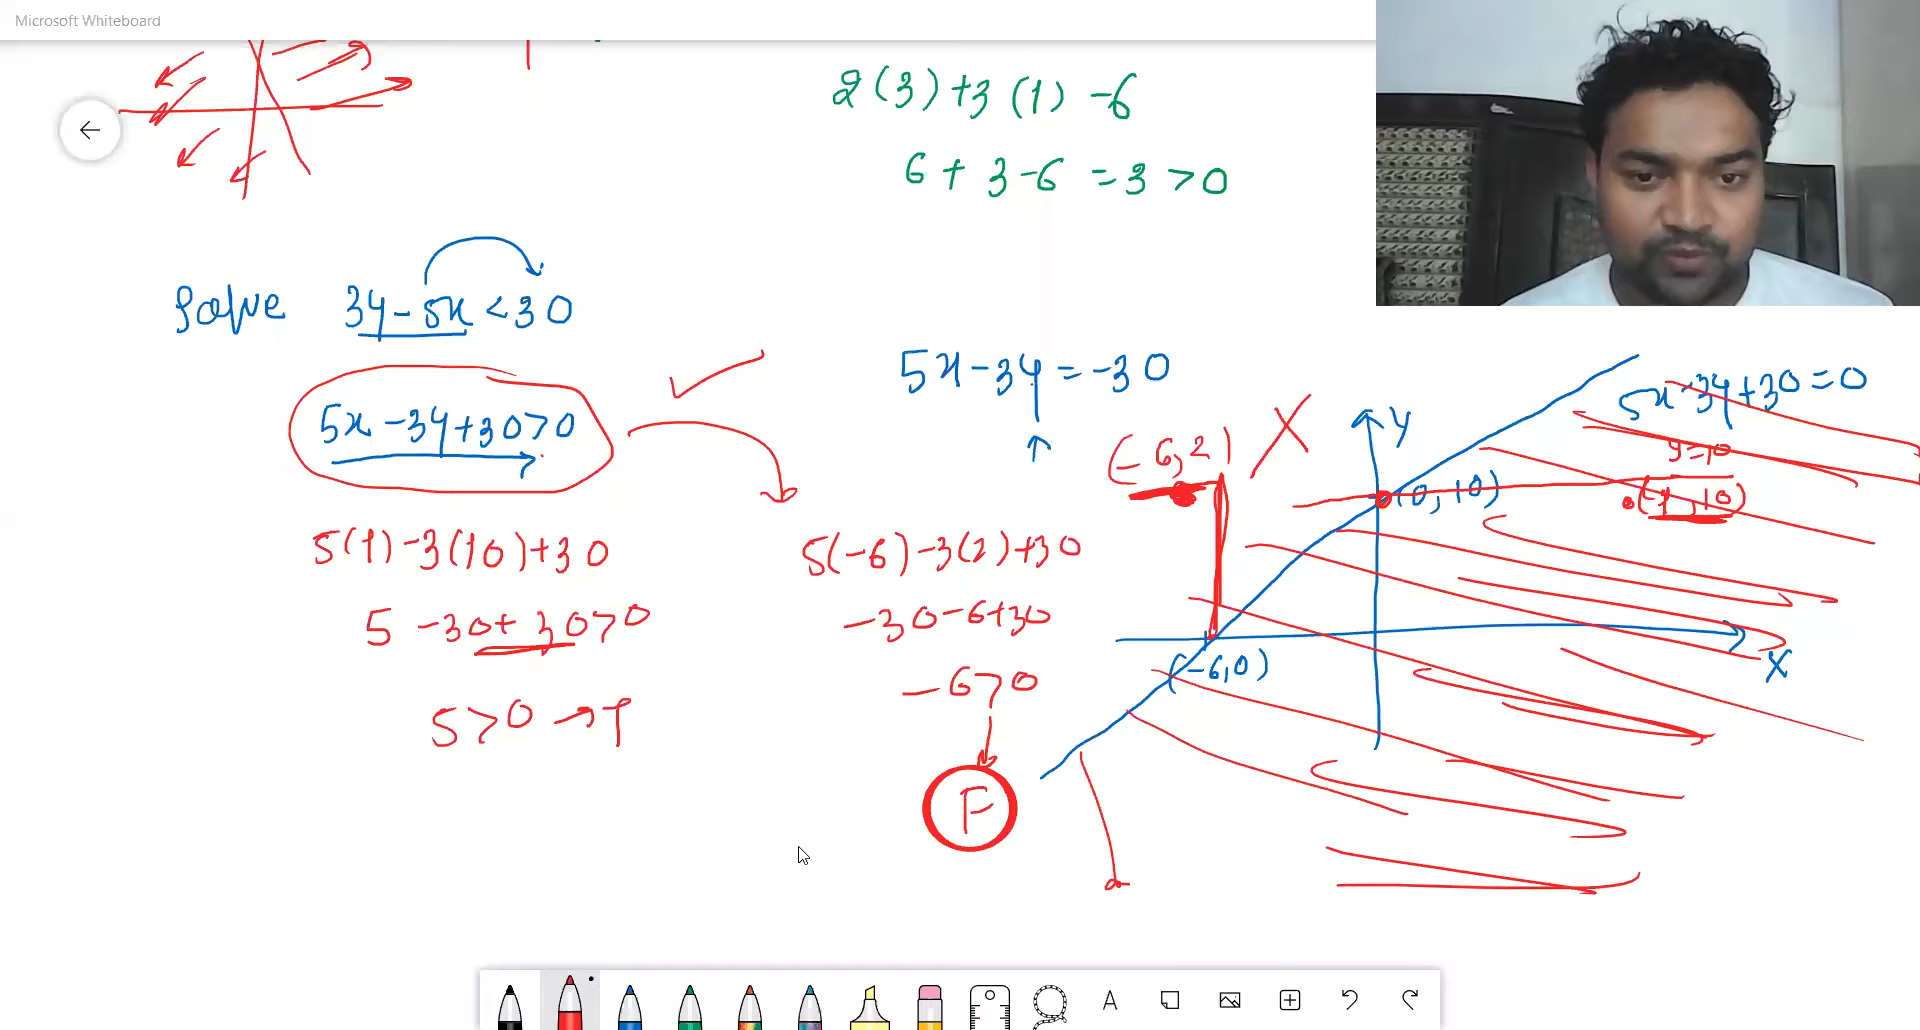 Microsoft Whiteboard
2(3)+3(1)-6
6+3-6=3>0
Solve 3y-5x<30
5x-3y=-30
5x-3y+30>0
5x-3y+30=0
Y
(-6,2)
X
y=10
(0,10)
(1,10)
5(1)-3(10)+30
5(-6)-3(2)+30
5-30+30>0
-30-6+30
(-6,0)
X
-6>0
5>0→T
F
A